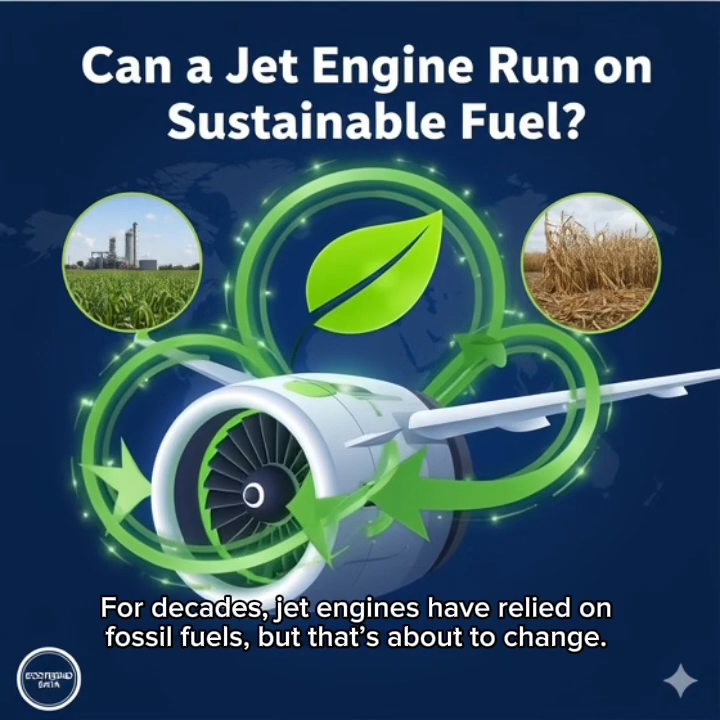 Can a Jet Engine Run on
Sustainable Fuel?
For decades, jet engines have relied on
fossil fuels, but that's about to change.